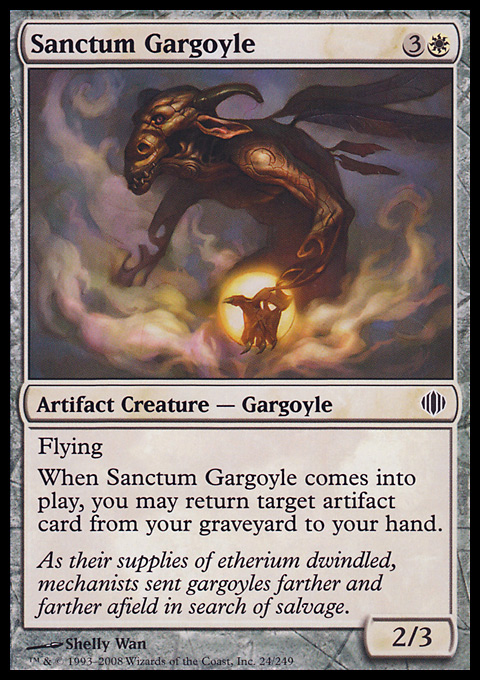 Sanctum Gargoyle 3
Artifact Creature — Gargoyle
Flying
When Sanctum Gargoyle comes into
play, you may return target artifact
card from your graveyard to your hand.
As their supplies of etherium dwindled,
mechanists sent gargoyles farther and
farther afield in search of salvage.
Shelly Wan
2/3
™ & © 1993–2008 Wizards of the Coast, Inc. 24/249